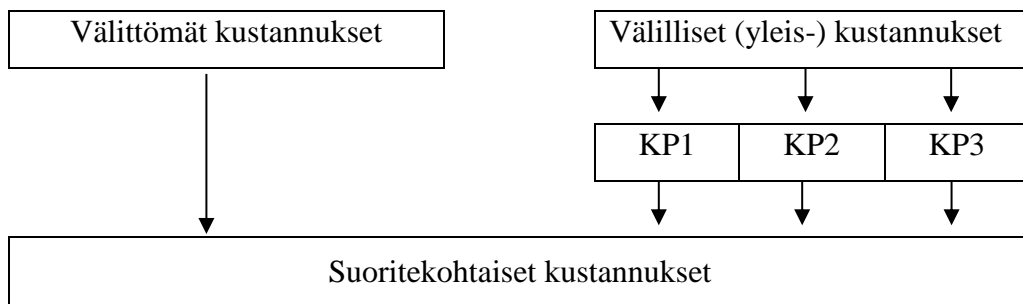 Välittömät kustannukset
Välilliset (yleis-) kustannukset
KP1
KP2
KP3
Suoritekohtaiset kustannukset